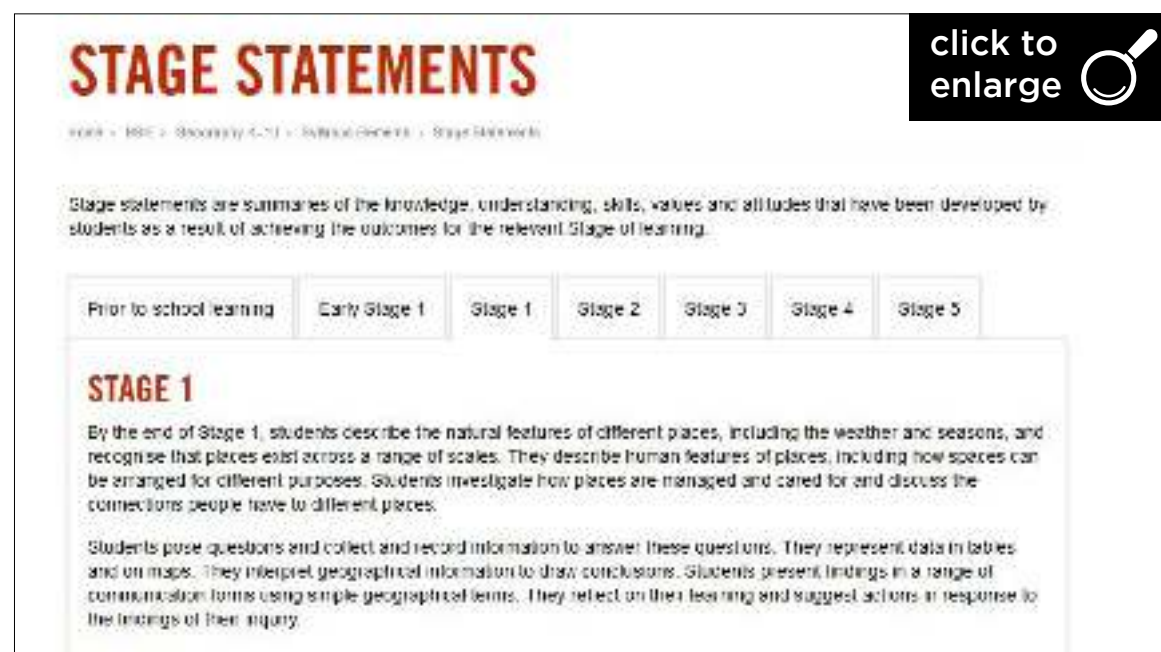 STAGE STATEMENTS
click to
enlarge
Home > HSIE > Geography K-10 > Syllabus Elements > Stage Statements
Stage statements are summaries of the knowledge, understanding, skills, values and attitudes that have been developed by
students as a result of achieving the outcomes for the relevant Stage of learning.
Prior to school learning
Early Stage 1
Stage 1
Stage 2
Stage 3
Stage 4
Stage 5
STAGE 1
By the end of Stage 1, students describe the natural features of different places, including the weather and seasons, and
recognise that places exist across a range of scales. They describe human features of places, including how spaces can
be arranged for different purposes. Students investigate how places are managed and cared for and discuss the
connections people have to different places.
Students pose questions and collect and record information to answer these questions. They represent data in tables
and on maps. They interpret geographical information to draw conclusions. Students present findings in a range of
communication forms using simple geographical terms. They reflect on their learning and suggest actions in response to
the findings of their inquiry.